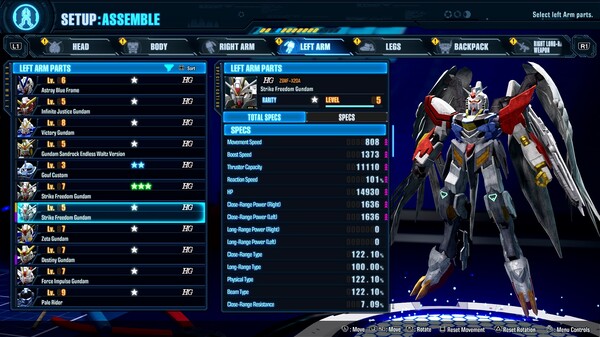 SETUP:ASSEMBLE
Select left Arm parts.
L1
HEAD
BODY
RIGHT ARM
LEFT ARM
LEGS
BACKPACK
RIGHT LONG-R.
WEAPON
R1
LEFT ARM PARTS
Sort
Lv. 6
HG
Astray Blue Frame
Lv. 5
HG
Infinite Justice Gundam
Lv. 8
HG
Victory Gundam
Lv. 5
HG
Gundam Sandrock Endless Waltz Version
Lv. 3
HG
Gouf Custom
Lv. 7
HG
Strike Freedom Gundam
Lv. 5
HG
Strike Freedom Gundam
Lv. 7
HG
Zeta Gundam
Lv. 7
HG
Destiny Gundam
Lv. 7
HG
Force Impulse Gundam
Lv. 9
HG
Pale Rider
LEFT ARM PARTS
HG ZGMF-X20A
Strike Freedom Gundam
RARITY
LEVEL 5
TOTAL SPECS
SPECS
SPECS
Movement Speed 808
Boost Speed 1373
Thruster Capacity 11110
Reaction Speed 101%
HP 14930
Close-Range Power (Right) 1636
Close-Range Power (Left) 1636
Long-Range Power (Right) 0
Long-Range Power (Left) 0
Close-Range Type 122.10%
Long-Range Type 100.00%
Physical Type 122.10%
Beam Type 122.10%
Close-Range Resistance 7.09%
:Move
:Move
:Rotate
Reset Movement
Reset Rotation
Menu Controls